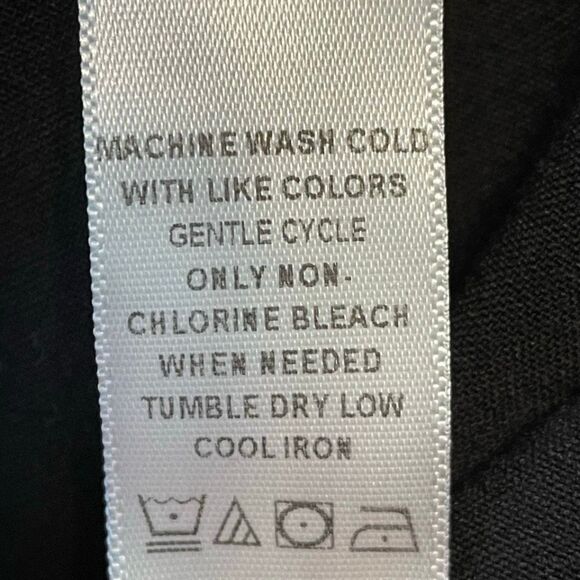 MACHINE WASH COLD
WITH LIKE COLORS
GENTLE CYCLE
ONLY NON-
CHLORINE BLEACH
WHEN NEEDED
TUMBLE DRY LOW
COOL IRON